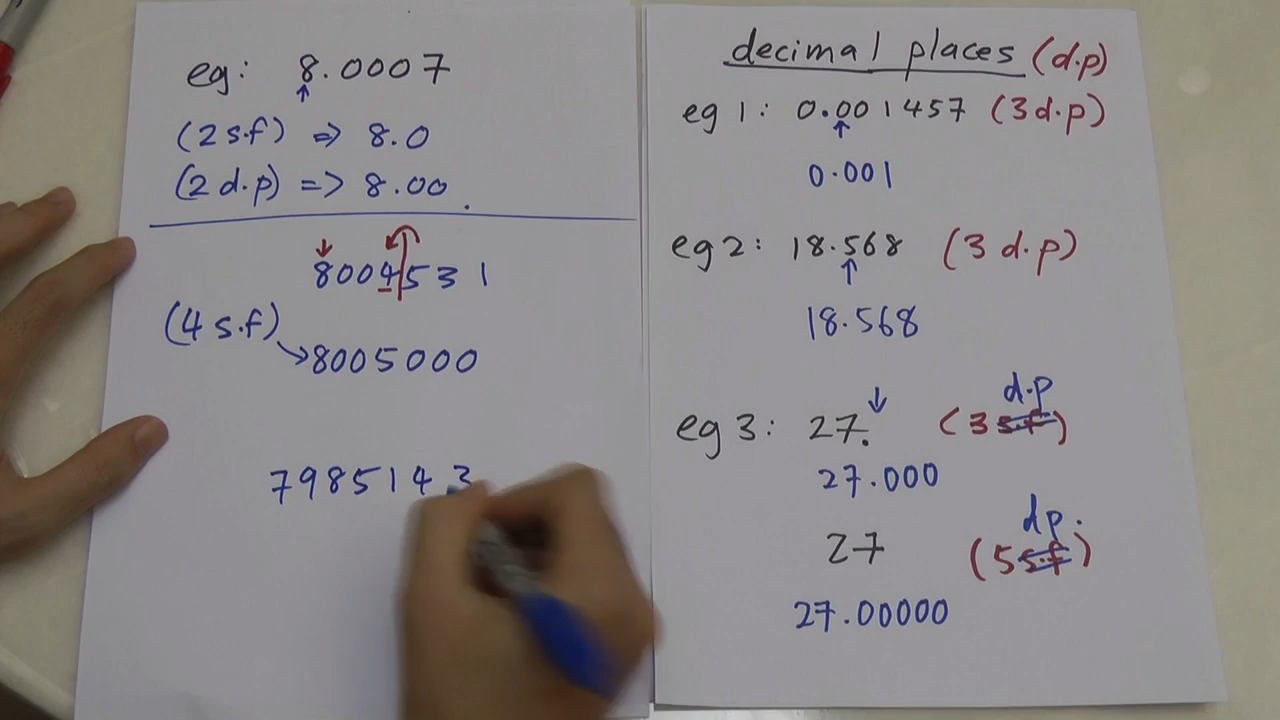 eg: 8.0007
(2 s.f) => 8.0
(2 d.p) => 8.00.
8004531
(4 s.f)
8005000
7985143
decimal places (d.p)
eg 1: 0.001457 (3 d.p)
0.001
eg 2: 18.568 (3 d.p)
18.568
d.p
eg 3: 27. (3 s.f)
27.000
dp.
27 (5 s.f)
27.00000